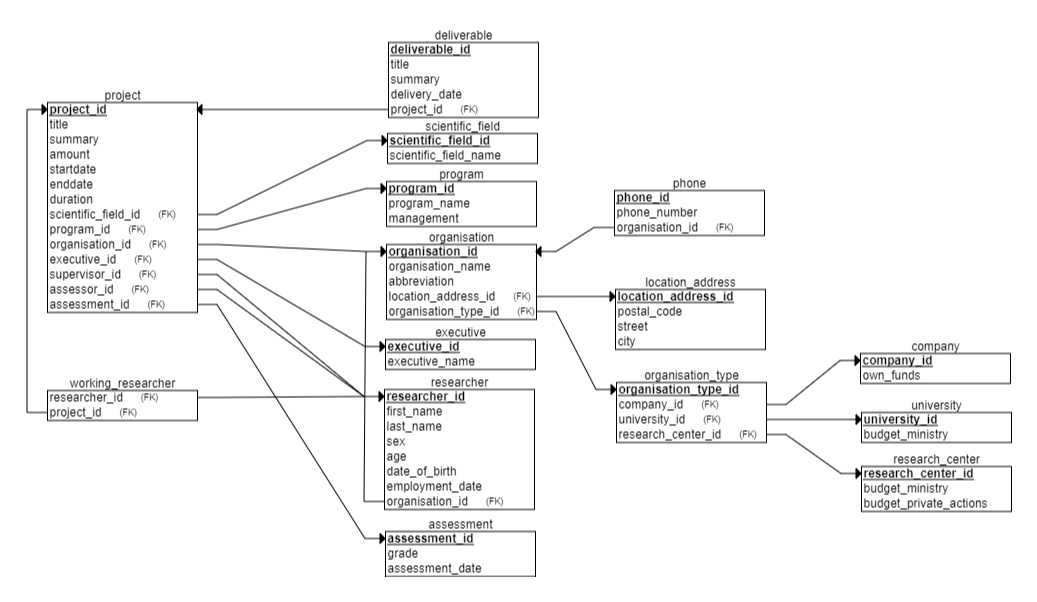 deliverable
deliverable_id
title
summary
delivery_date
project_id (FK)
project
project_id
title
summary
amount
startdate
enddate
duration
scientific_field_id (FK)
program_id (FK)
organisation_id (FK)
executive_id (FK)
supervisor_id (FK)
assessor_id (FK)
assessment_id (FK)
scientific_field
scientific_field_id
scientific_field_name
program
program_id
program_name
management
phone
phone_id
phone_number
organisation_id (FK)
organisation
organisation_id
organisation_name
abbreviation
location_address_id (FK)
organisation_type_id (FK)
location_address
location_address_id
postal_code
street
city
executive
executive_id
executive_name
company
company_id
own_funds
working_researcher
researcher_id (FK)
project_id (FK)
researcher
researcher_id
first_name
last_name
sex
age
date_of_birth
employment_date
organisation_id (FK)
organisation_type
organisation_type_id
company_id (FK)
university_id (FK)
research_center_id (FK)
university
university_id
budget_ministry
research_center
research_center_id
budget_ministry
budget_private_actions
assessment
assessment_id
grade
assessment_date